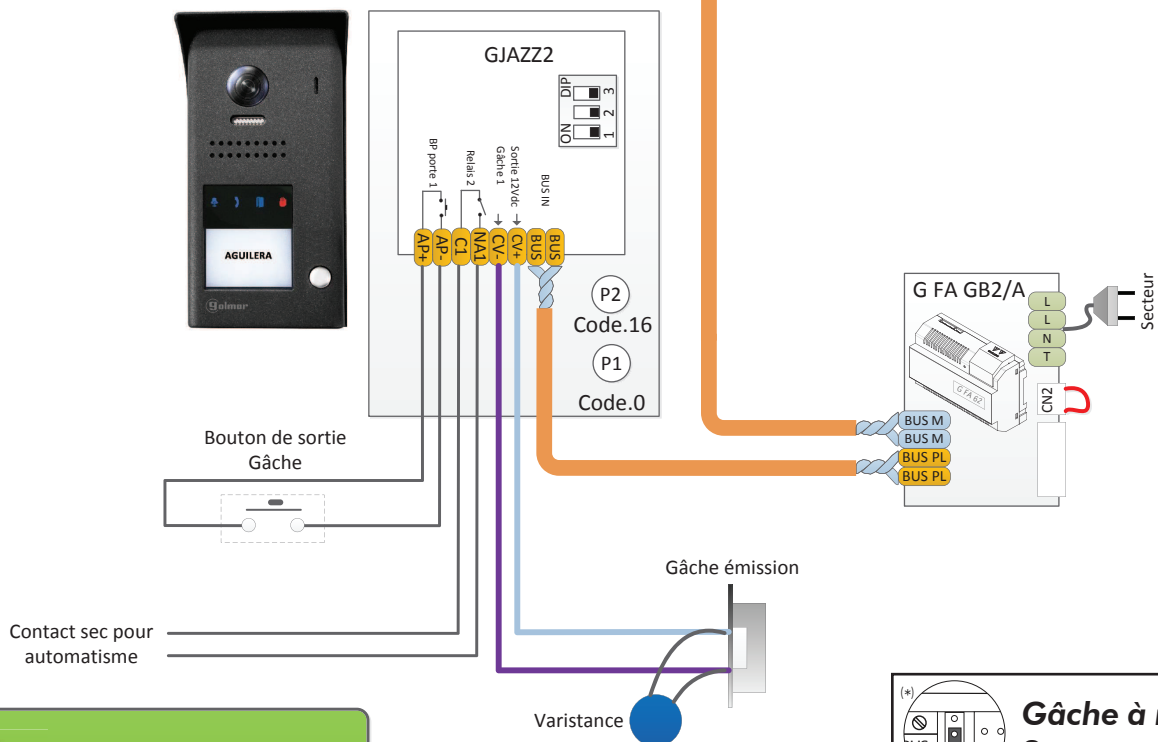 GJAZZ2
DIP
ON
1 2 3
BP porte 1
Relais 2
Gâche 1
Sortie 12Vdc
BUS IN
AP+
AP-
C1
NA1
CV-
CV+
BUS
BUS
P2
Code.16
P1
Code.0
AGUILERA
golmar
G FA GB2/A
L
L
N
T
Secteur
CN2
G FA G2
BUS M
BUS M
BUS PL
BUS PL
Bouton de sortie
Gâche
Contact sec pour
automatisme
Gâche émission
Varistance
(*)
Gâche à